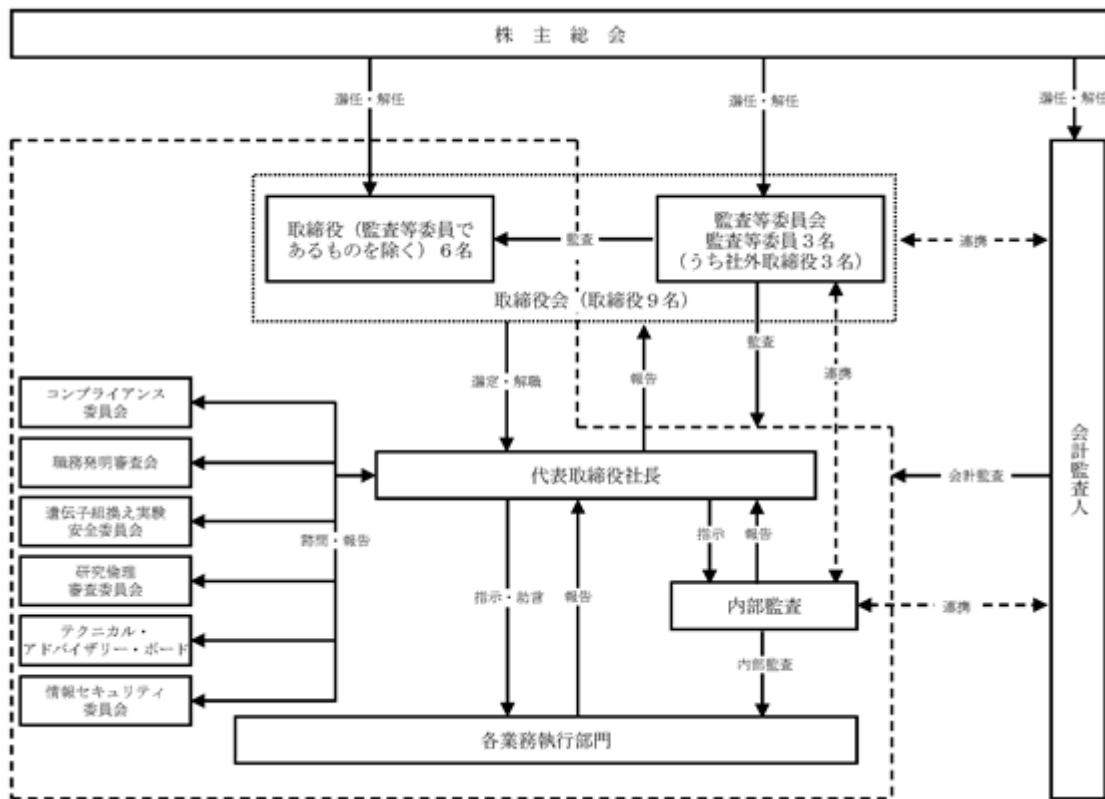 株主総会
選任・解任
選任・解任
選任・解任
取締役（監査等委員で
あるものを除く）６名
監査
監査等委員会
監査等委員３名
（うち社外取締役３名）
連携
取締役会（取締役９名）
選定・解職
報告
監査
連携
コンプライアンス
委員会
職務発明審査会
遺伝子組換え実験
安全委員会
研究倫理
審査委員会
テクニカル・
アドバイザリー・ボード
情報セキュリティ
委員会
諮問・報告
代表取締役社長
会計監査
会計監査人
指示・助言
報告
指示
報告
内部監査
連携
内部監査
各業務執行部門